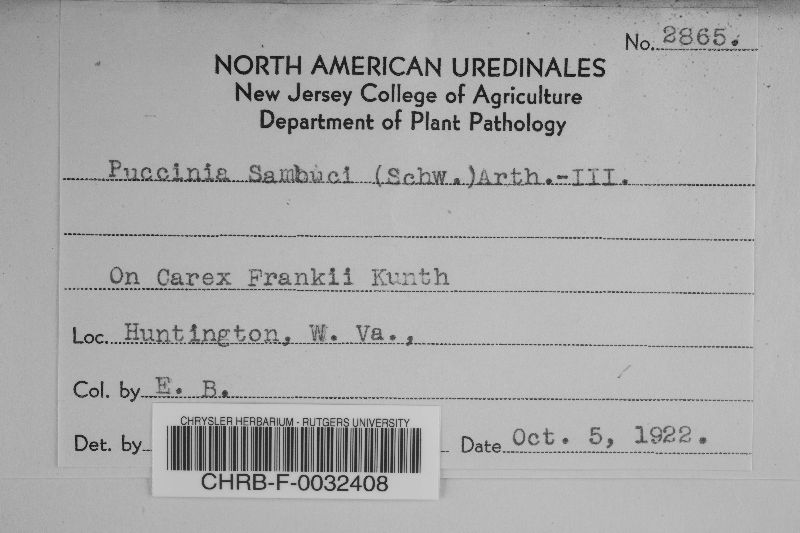 No. 2865.
NORTH AMERICAN UREDINALES
New Jersey College of Agriculture
Department of Plant Pathology
Puccinia Sambuci (Schw.)Arth.-III.
On Carex Frankii Kunth
Loc. Huntington, W. Va.,
Col. by E. B.
Det. by
Date Oct. 5, 1922.
CHRYSLER HERBARIUM - RUTGERS UNIVERSITY
CHRB-F-0032408